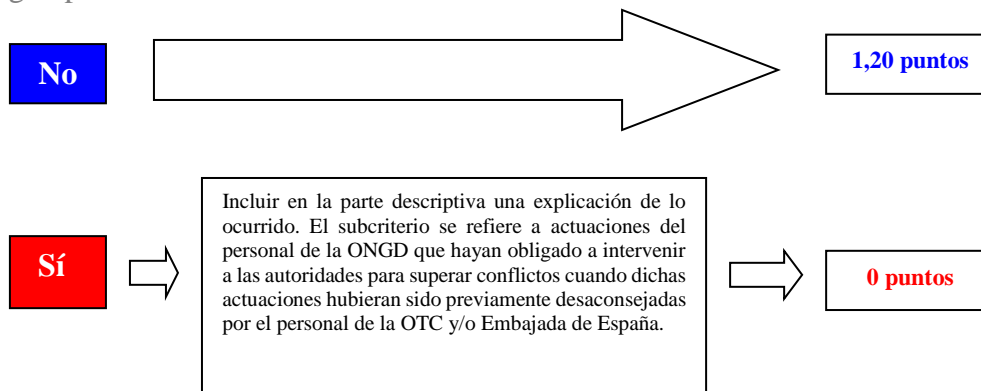 No
1,20 puntos
Incluir en la parte descriptiva una explicación de lo
ocurrido. El subcriterio se refiere a actuaciones del
personal de la ONGD que hayan obligado a intervenir
a las autoridades para superar conflictos cuando dichas
actuaciones hubieran sido previamente desaconsejadas
por el personal de la OTC y/o Embajada de España.
Sí
0 puntos